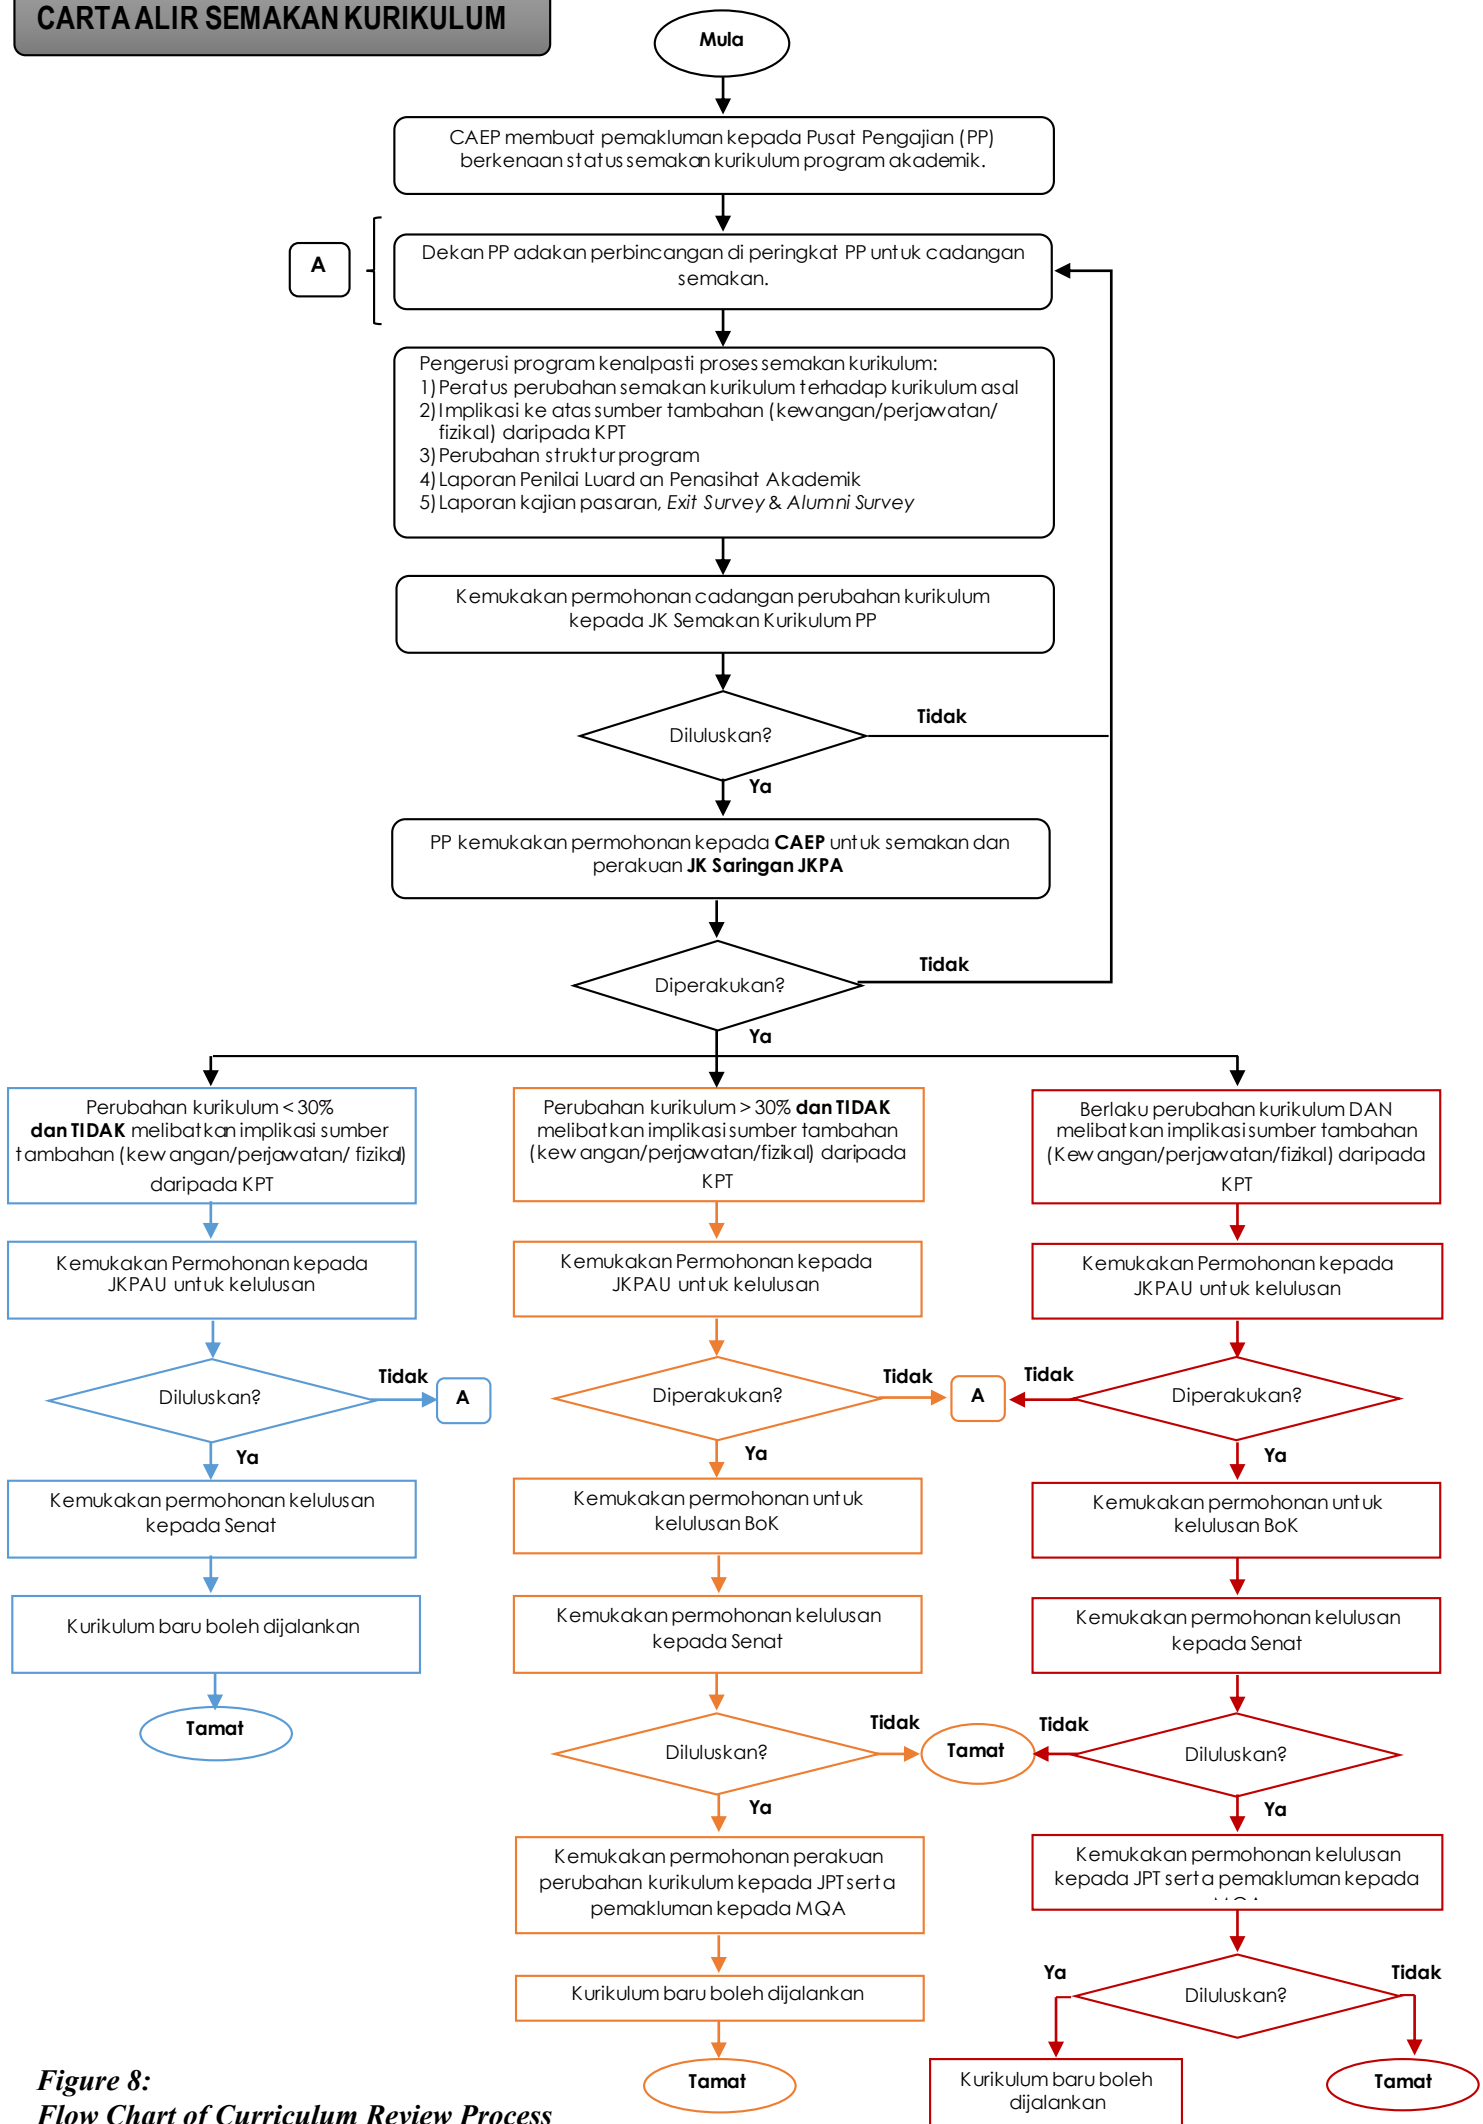 CARTA ALIR SEMAKAN KURIKULUM
Mula
CAEP membuat pemakluman kepada Pusat Pengajian (PP)
berkenaan status semakan kurikulum program akademik.
A
Dekan PP adakan perbincangan di peringkat PP untuk cadangan
semakan.
Pengerusi program kenalpasti proses semakan kurikulum:
1) Peratus perubahan semakan kurikulum terhadap kurikulum asal
2) Implikasi ke atas sumber tambahan (kewangan/perjawatan/
fizikal) daripada KPT
3) Perubahan struktur program
4) Laporan Penilai Luard an Penasihat Akademik
5) Laporan kajian pasaran, Exit Survey & Alumni Survey
Kemukakan permohonan cadangan perubahan kurikulum
kepada JK Semakan Kurikulum PP
Diluluskan?
Tidak
Ya
PP kemukakan permohonan kepada CAEP untuk semakan dan
perakuan JK Saringan JKPA
Diperakukan?
Tidak
Ya
Perubahan kurikulum < 30%
dan TIDAK melibatkan implikasi sumber
tambahan (kewangan/perjawatan/ fizikal)
daripada KPT
Kemukakan Permohonan kepada
JKPAU untuk kelulusan
Diluluskan?
Tidak
A
Ya
Kemukakan permohonan kelulusan
kepada Senat
Kurikulum baru boleh dijalankan
Tamat
Perubahan kurikulum > 30% dan TIDAK
melibatkan implikasi sumber tambahan
(kewangan/perjawatan/fizikal) daripada
KPT
Kemukakan Permohonan kepada
JKPAU untuk kelulusan
Diperakukan?
Tidak
A
Ya
Kemukakan permohonan untuk
kelulusan BoK
Kemukakan permohonan kelulusan
kepada Senat
Diluluskan?
Tidak
Tamat
Ya
Kemukakan permohonan perakuan
perubahan kurikulum kepada JPT serta
pemakluman kepada MQA
Kurikulum baru boleh dijalankan
Tamat
Berlaku perubahan kurikulum DAN
melibatkan implikasi sumber tambahan
(Kewangan/perjawatan/fizikal) daripada
KPT
Kemukakan Permohonan kepada
JKPAU untuk kelulusan
Tidak
Diperakukan?
Ya
Kemukakan permohonan untuk
kelulusan BoK
Kemukakan permohonan kelulusan
kepada Senat
Tidak
Diluluskan?
Ya
Kemukakan permohonan kelulusan
kepada JPT serta pemakluman kepada
Ya
Diluluskan?
Tidak
Kurikulum baru boleh
dijalankan
Tamat
Figure 8:
Flow Chart of Curriculum Review Process